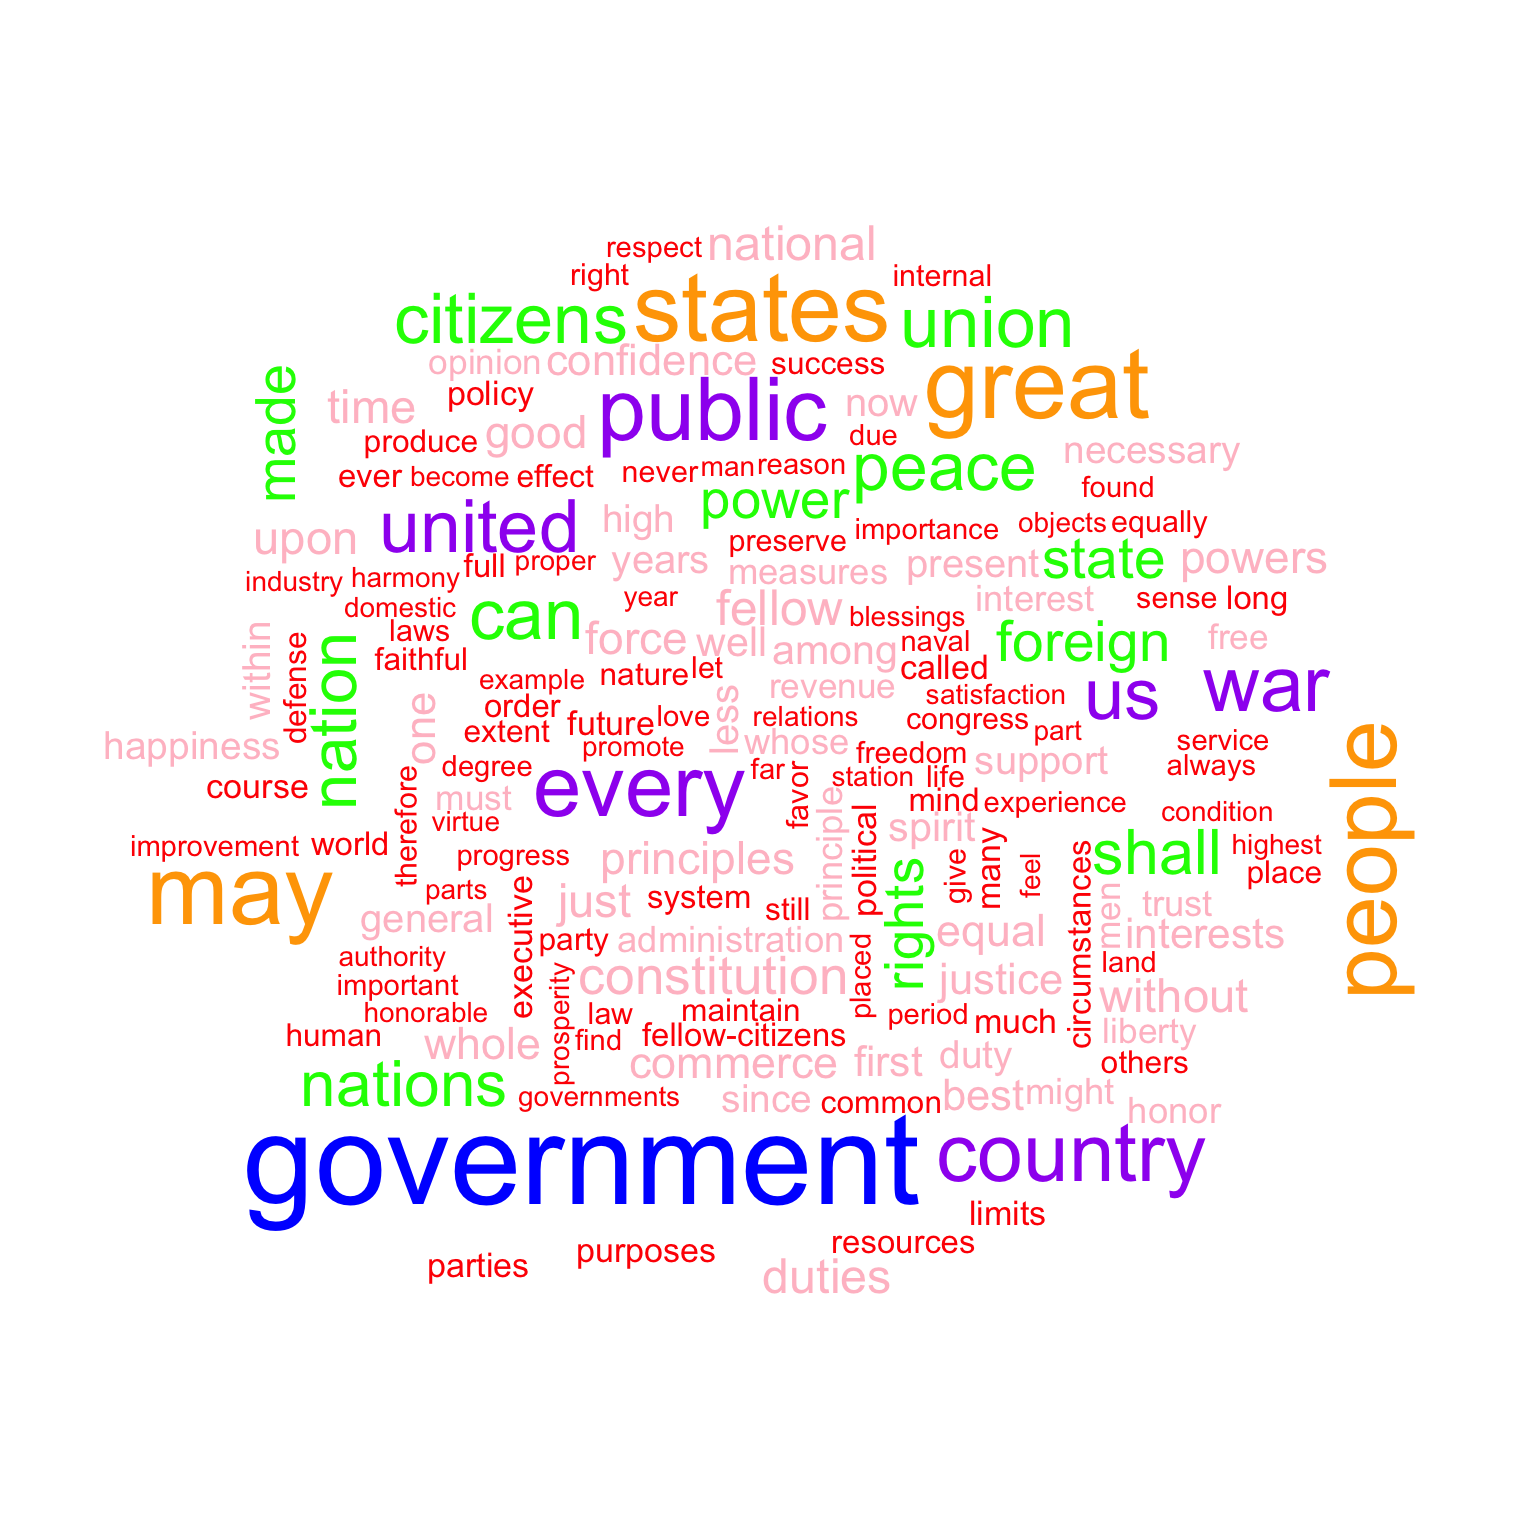 respect national
right internal
citizens states union
opinion confidence success great
made time policy public now
produce good due necessary
ever become effect never man reason peace found
upon united high power importance objects equally
preserve
industry harmony full proper years measures present state powers
domestic can year fellow blessings interest sense long
laws force well among naval foreign free
within defense nation faithful example nature let revenue called satisfaction us war
order one extent future love less relations congress part
happiness promote whose freedom support service people
course degree every far station life always
therefore must favor principle mind experience condition
virtue political spirit
improvement world progress principles rights give many feel circumstances shall highest
may parts just system still place
general executive party administration equal men trust interests
authority
important prosperity constitution placed justice land without
honorable law maintain period much liberty
human whole find fellow-citizens others
nations commerce first duty
governments since common best might honor
government country
limits
parties purposes resources
duties